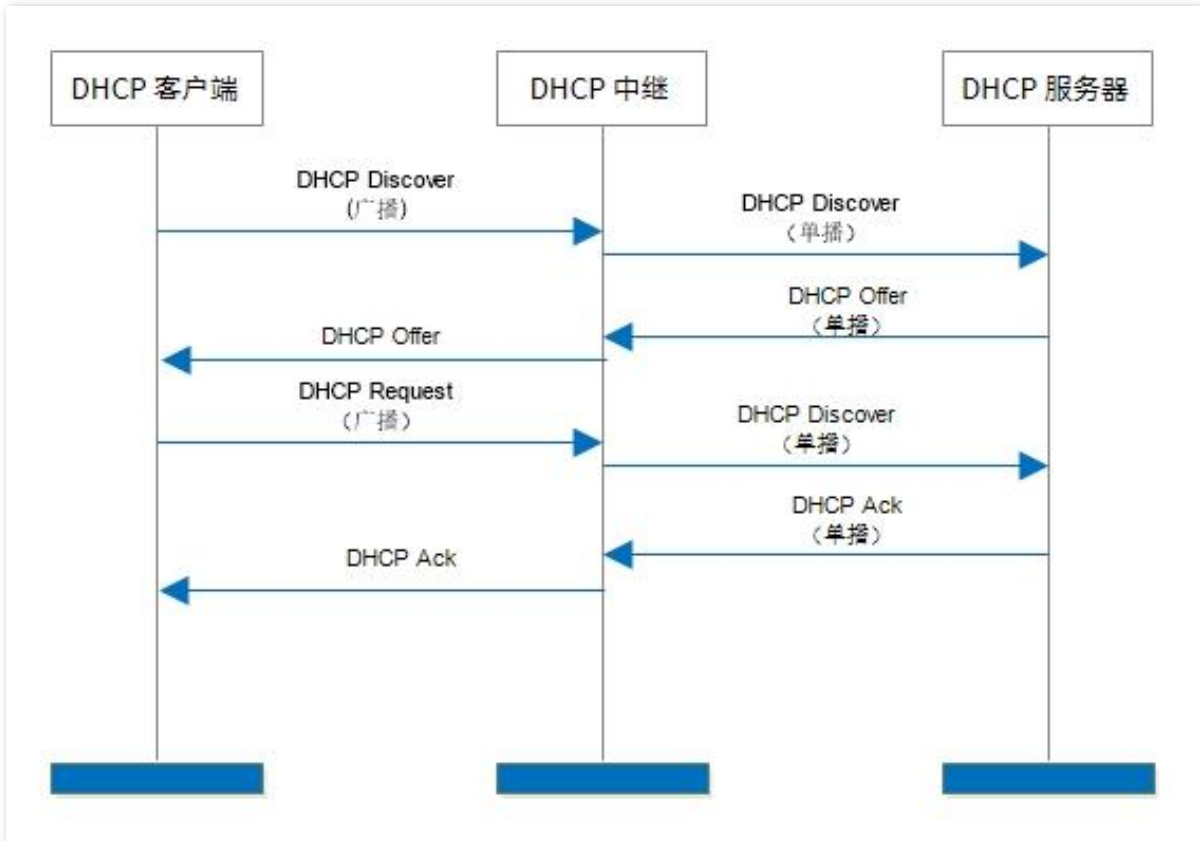 DHCP 客户端
DHCP 中继
DHCP 服务器
DHCP Discover
(广播)
DHCP Discover
（单播）
DHCP Offer
（单播）
DHCP Offer
DHCP Request
（广播）
DHCP Discover
（单播）
DHCP Ack
（单播）
DHCP Ack